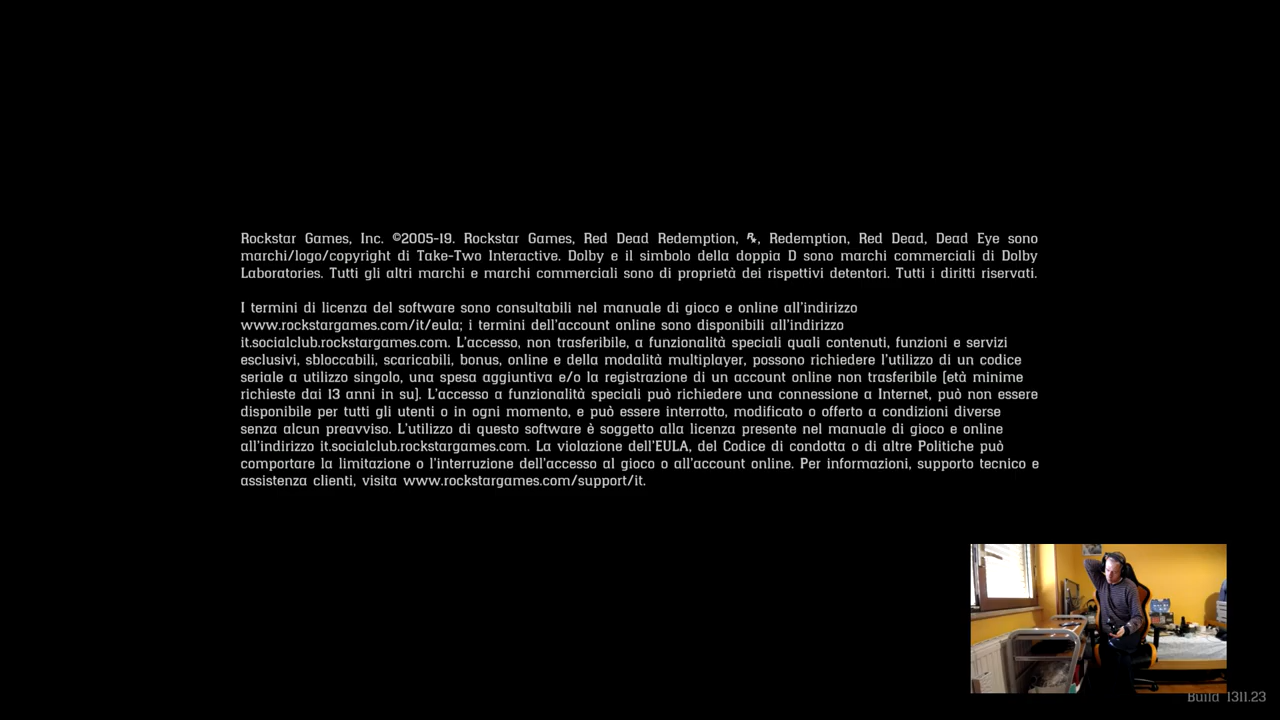 Rockstar Games, Inc. ©2005-19. Rockstar Games, Red Dead Redemption, R*, Redemption, Red Dead, Dead Eye sono
marchi/logo/copyright di Take-Two Interactive. Dolby e il simbolo della doppia D sono marchi commerciali di Dolby
Laboratories. Tutti gli altri marchi e marchi commerciali sono di proprietà dei rispettivi detentori. Tutti i diritti riservati.
I termini di licenza del software sono consultabili nel manuale di gioco e online all'indirizzo
www.rockstargames.com/it/eula; i termini dell'account online sono disponibili all'indirizzo
it.socialclub.rockstargames.com. L'accesso, non trasferibile, a funzionalità speciali quali contenuti, funzioni e servizi
esclusivi, sbloccabili, scaricabili, bonus, online e della modalità multiplayer, possono richiedere l'utilizzo di un codice
seriale a utilizzo singolo, una spesa aggiuntiva e/o la registrazione di un account online non trasferibile (età minime
richieste dai 13 anni in su). L'accesso a funzionalità speciali può richiedere una connessione a Internet, può non essere
disponibile per tutti gli utenti o in ogni momento, e può essere interrotto, modificato o offerto a condizioni diverse
senza alcun preavviso. L'utilizzo di questo software è soggetto alla licenza presente nel manuale di gioco e online
all'indirizzo it.socialclub.rockstargames.com. La violazione dell'EULA, del Codice di condotta o di altre Politiche può
comportare la limitazione o l'interruzione dell'accesso al gioco o all'account online. Per informazioni, supporto tecnico e
assistenza clienti, visita www.rockstargames.com/support/it.
Build 1311.23